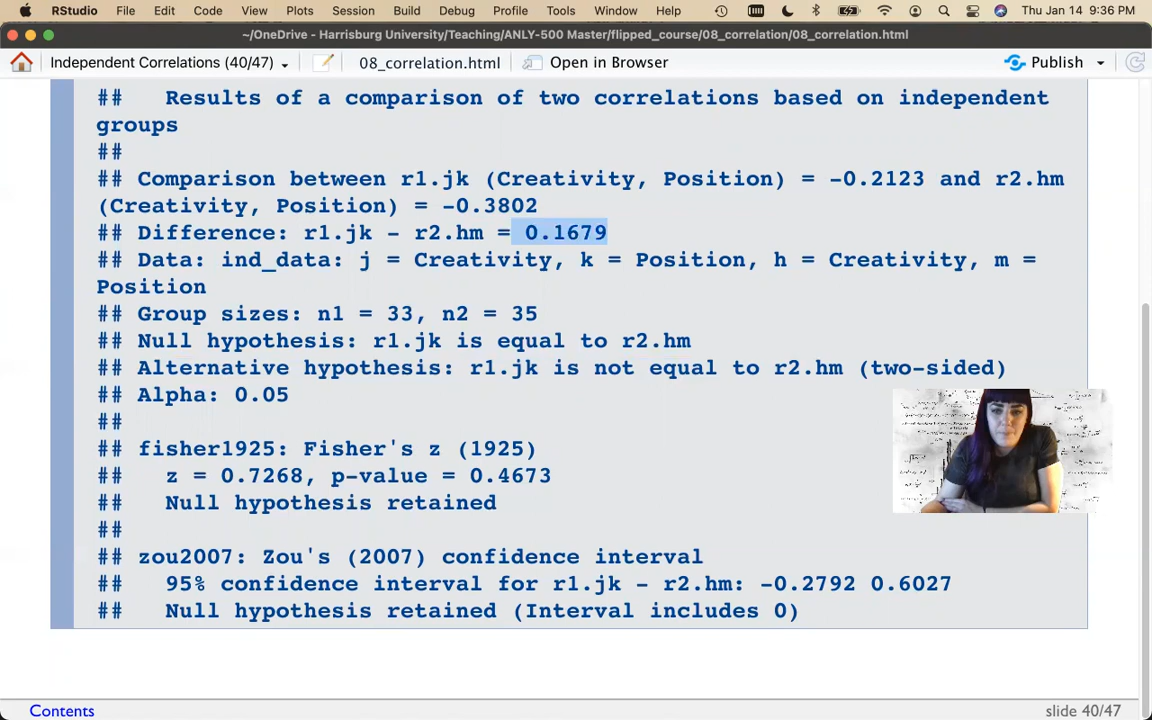 RStudio File Edit Code View Plots Session Build Debug Profile Tools Window Help Thu Jan 14 9:36 PM
~/OneDrive - Harrisburg University/Teaching/ANLY-500 Master/flipped_course/08_correlation/08_correlation.html
Independent Correlations (40/47) 08_correlation.html Open in Browser Publish
## Results of a comparison of two correlations based on independent
groups
##
## Comparison between r1.jk (Creativity, Position) = -0.2123 and r2.hm
(Creativity, Position) = -0.3802
## Difference: r1.jk - r2.hm = 0.1679
## Data: ind_data: j = Creativity, k = Position, h = Creativity, m =
Position
## Group sizes: n1 = 33, n2 = 35
## Null hypothesis: r1.jk is equal to r2.hm
## Alternative hypothesis: r1.jk is not equal to r2.hm (two-sided)
## Alpha: 0.05
##
## fisher1925: Fisher's z (1925)
## z = 0.7268, p-value = 0.4673
## Null hypothesis retained
##
## zou2007: Zou's (2007) confidence interval
## 95% confidence interval for r1.jk - r2.hm: -0.2792 0.6027
## Null hypothesis retained (Interval includes 0)
Contents slide 40/47